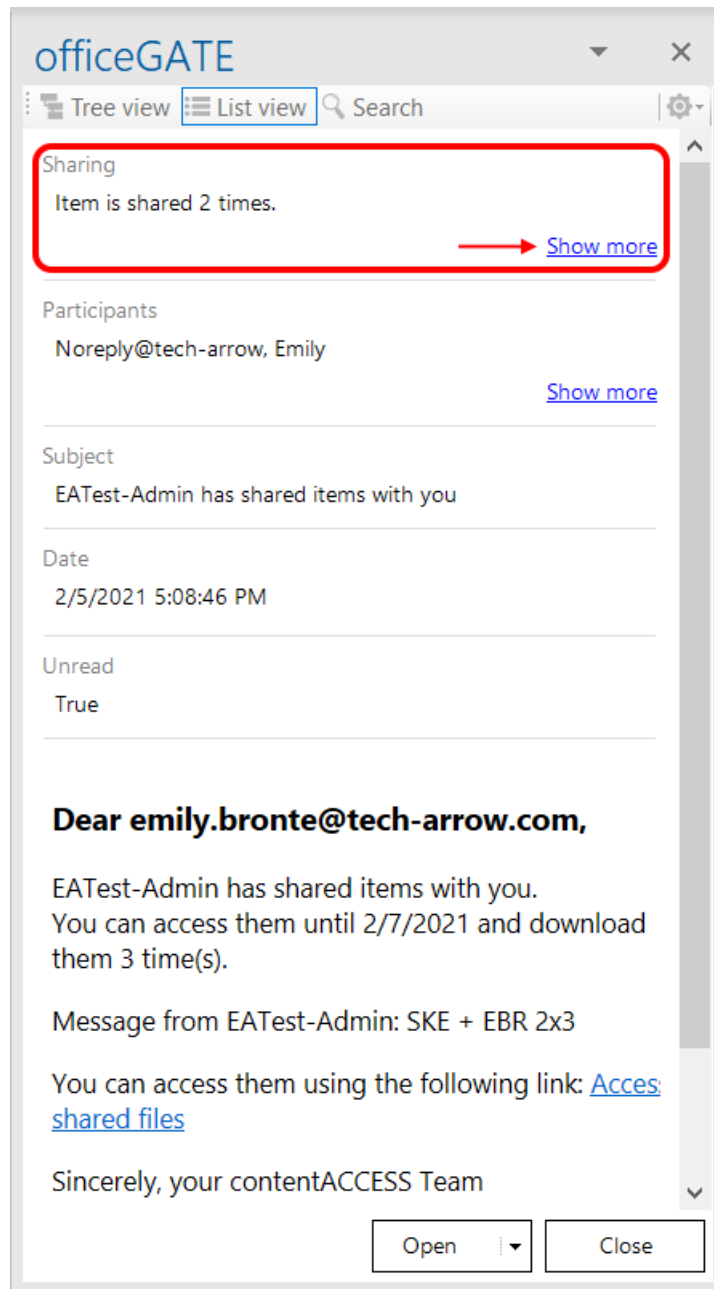 officeGATE
Tree view List view Search
Sharing
Item is shared 2 times.
Show more
Participants
Noreply@tech-arrow, Emily
Show more
Subject
EATest-Admin has shared items with you
Date
2/5/2021 5:08:46 PM
Unread
True
Dear emily.bronte@tech-arrow.com,
EATest-Admin has shared items with you.
You can access them until 2/7/2021 and download
them 3 time(s).
Message from EATest-Admin: SKE + EBR 2x3
You can access them using the following link: Acces
shared files
Sincerely, your contentACCESS Team
Open Close